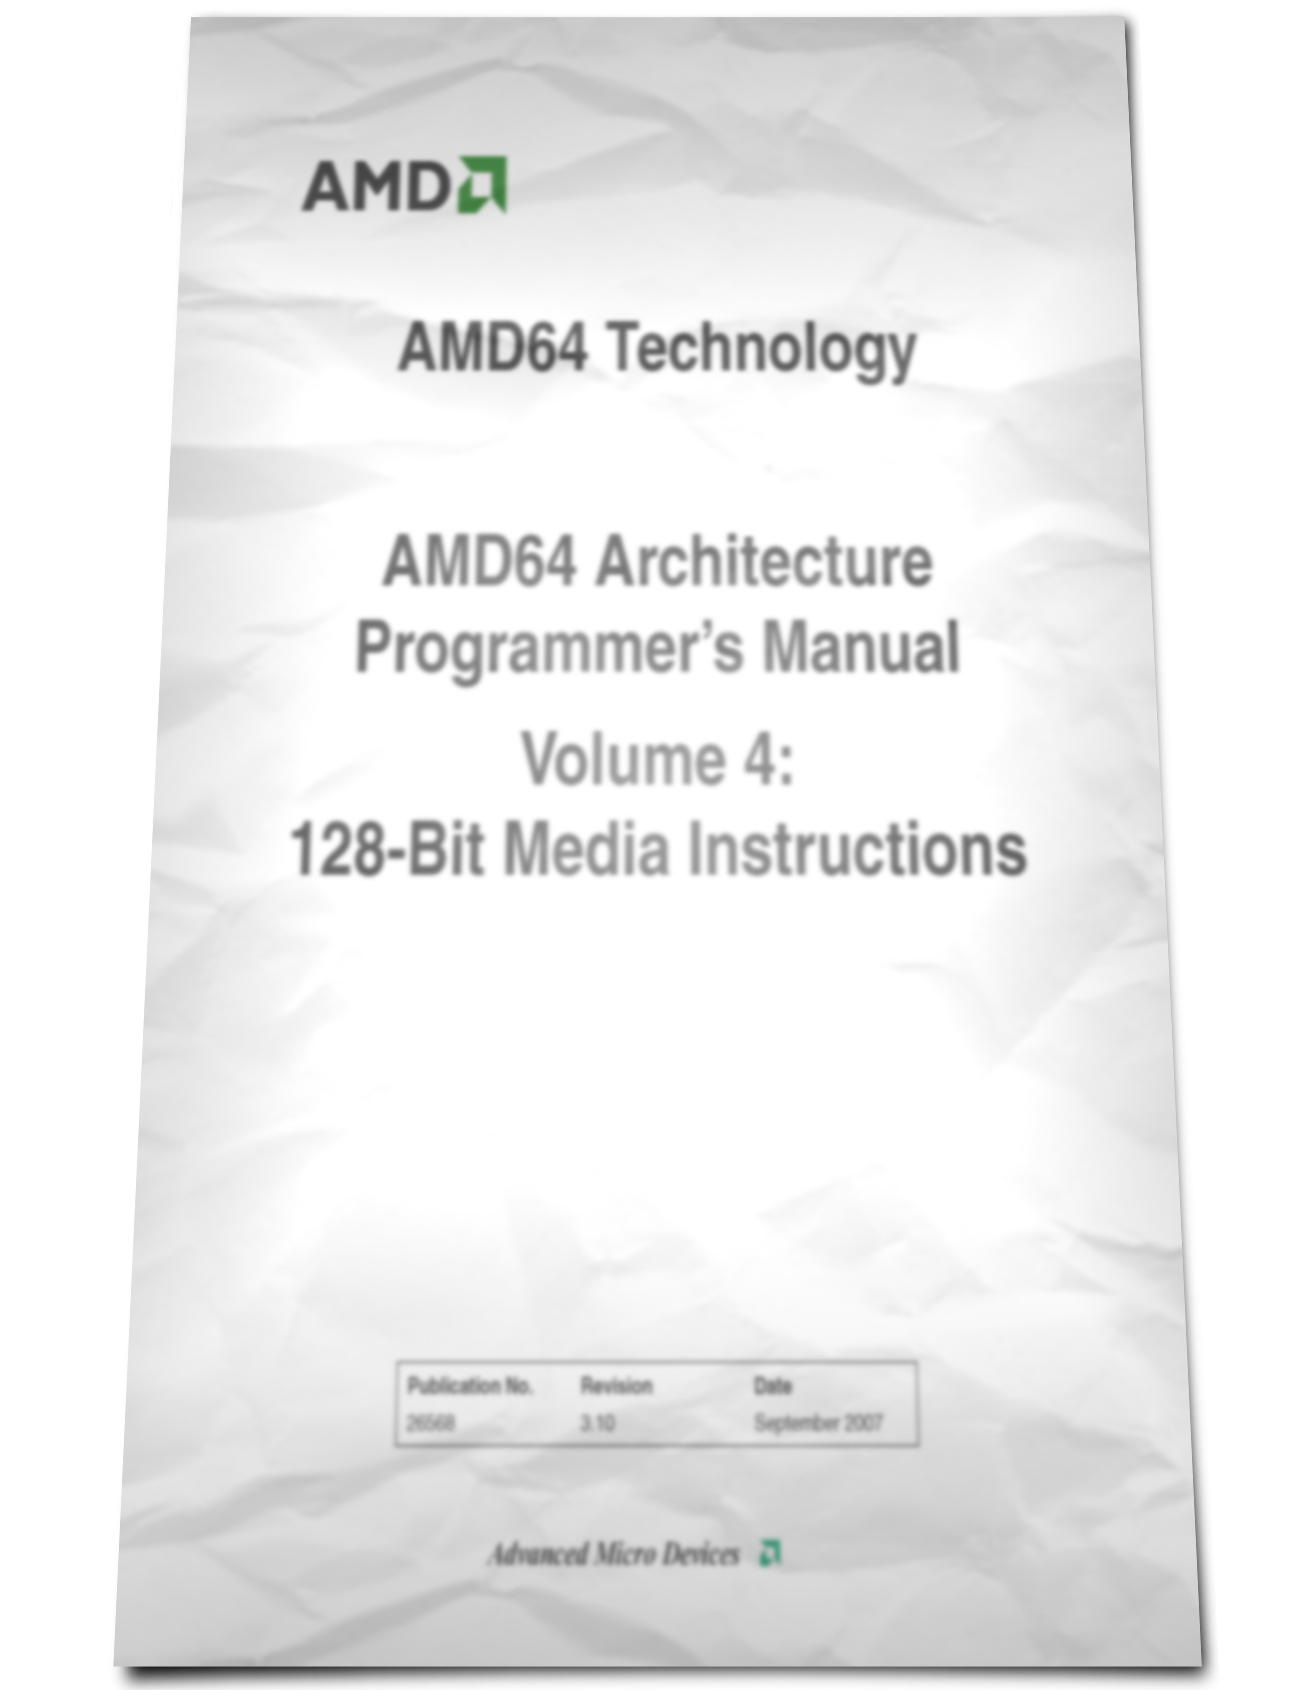 AMD
AMD64 Technology
AMD64 Architecture
Programmer’s Manual
Volume 4:
128-Bit Media Instructions
Publication No. Revision Date
26568 3.10 September 2007
Advanced Micro Devices